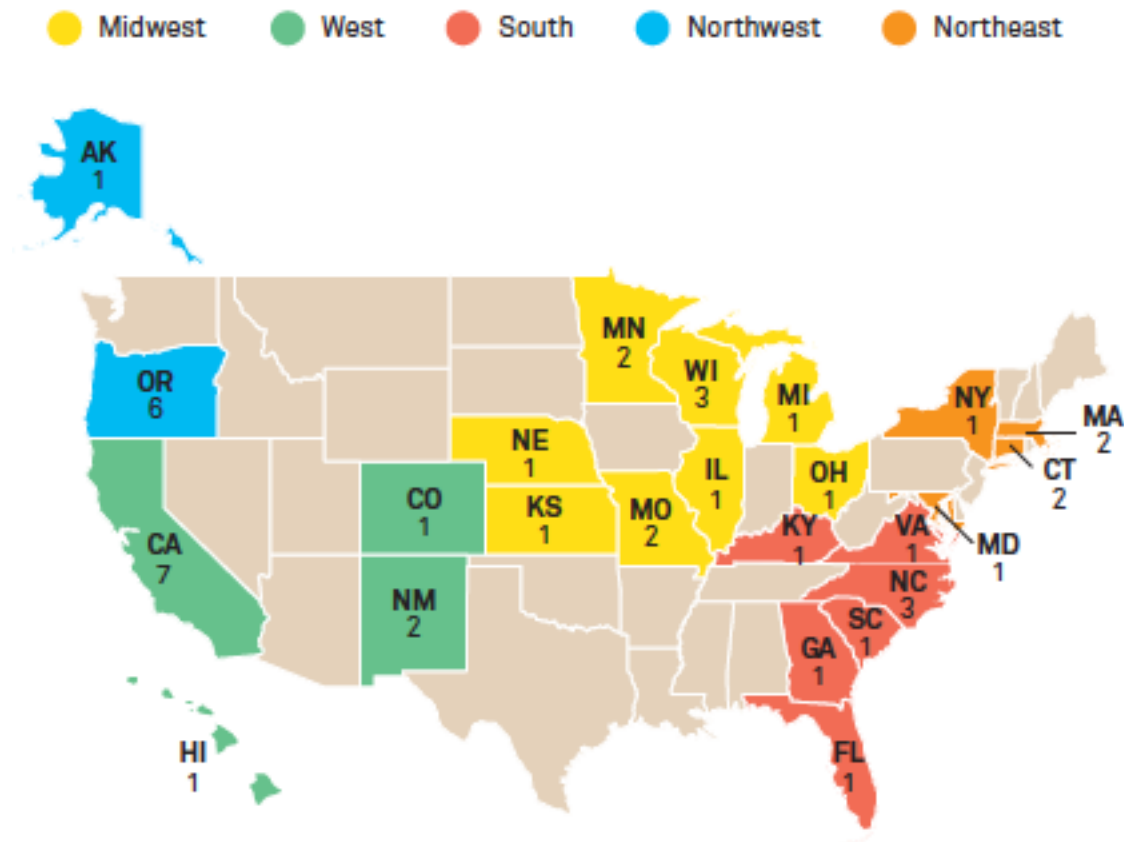 Midwest West South Northwest Northeast
AK
1
MN
2
WI
3
MI
1
OR
6
NY
1
MA
2
NE
1
IL
1
OH
1
CT
2
CO
1
KS
1
MO
2
KY
1
VA
1
MD
1
CA
7
NM
2
NC
3
SC
1
GA
1
HI
1
FL
1